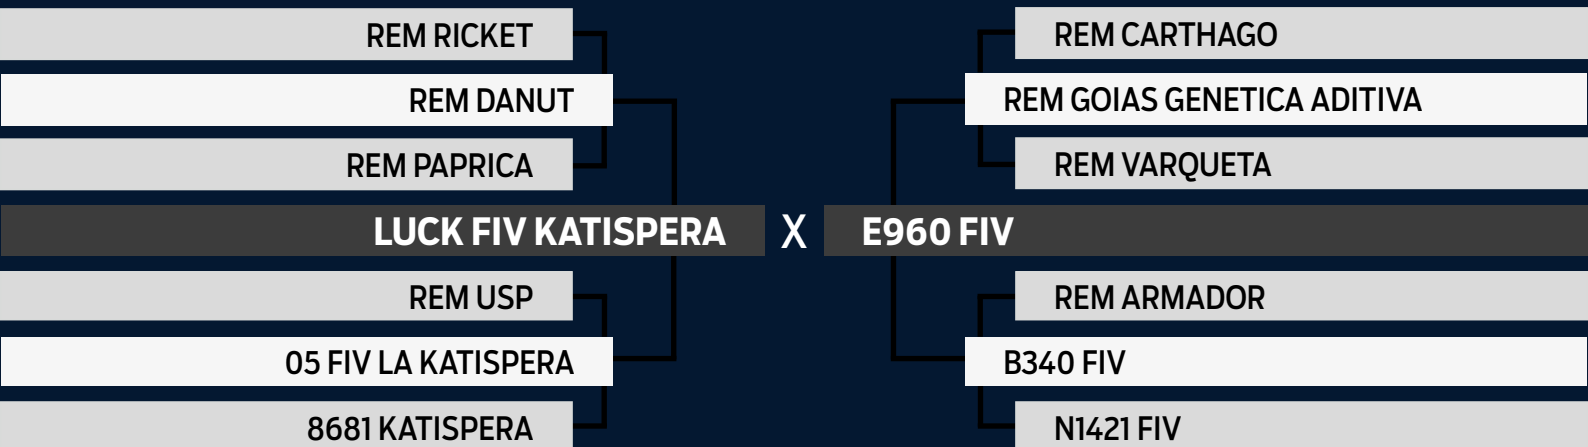 REM RICKET
REM DANUT
REM PAPRICA
LUCK FIV KATISPERA
REM USP
05 FIV LA KATISPERA
8681 KATISPERA
X
REM CARTHAGO
REM GOIAS GENETICA ADITIVA
REM VARQUETA
E960 FIV
REM ARMADOR
B340 FIV
N1421 FIV